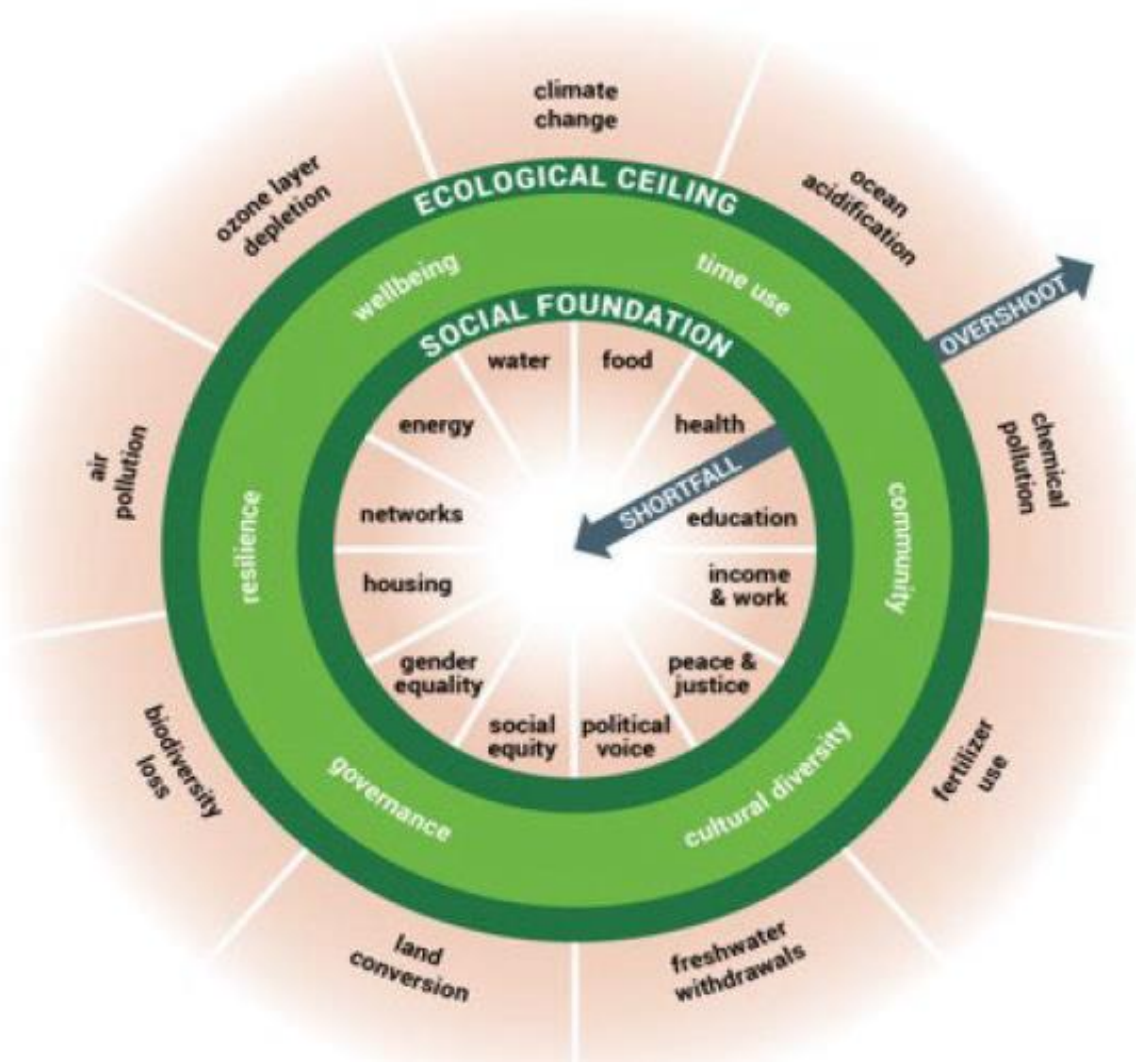 climate
change
ocean
acidification
chemical
pollution
fertilizer
use
freshwater
withdrawals
land
conversion
biodiversity
loss
air
pollution
ozone layer
depletion
OVERSHOOT
ECOLOGICAL CEILING
wellbeing
time use
community
cultural diversity
governance
resilience
SOCIAL FOUNDATION
water
food
health
education
income
& work
peace &
justice
political
voice
social
equity
gender
equality
housing
networks
energy
SHORTFALL